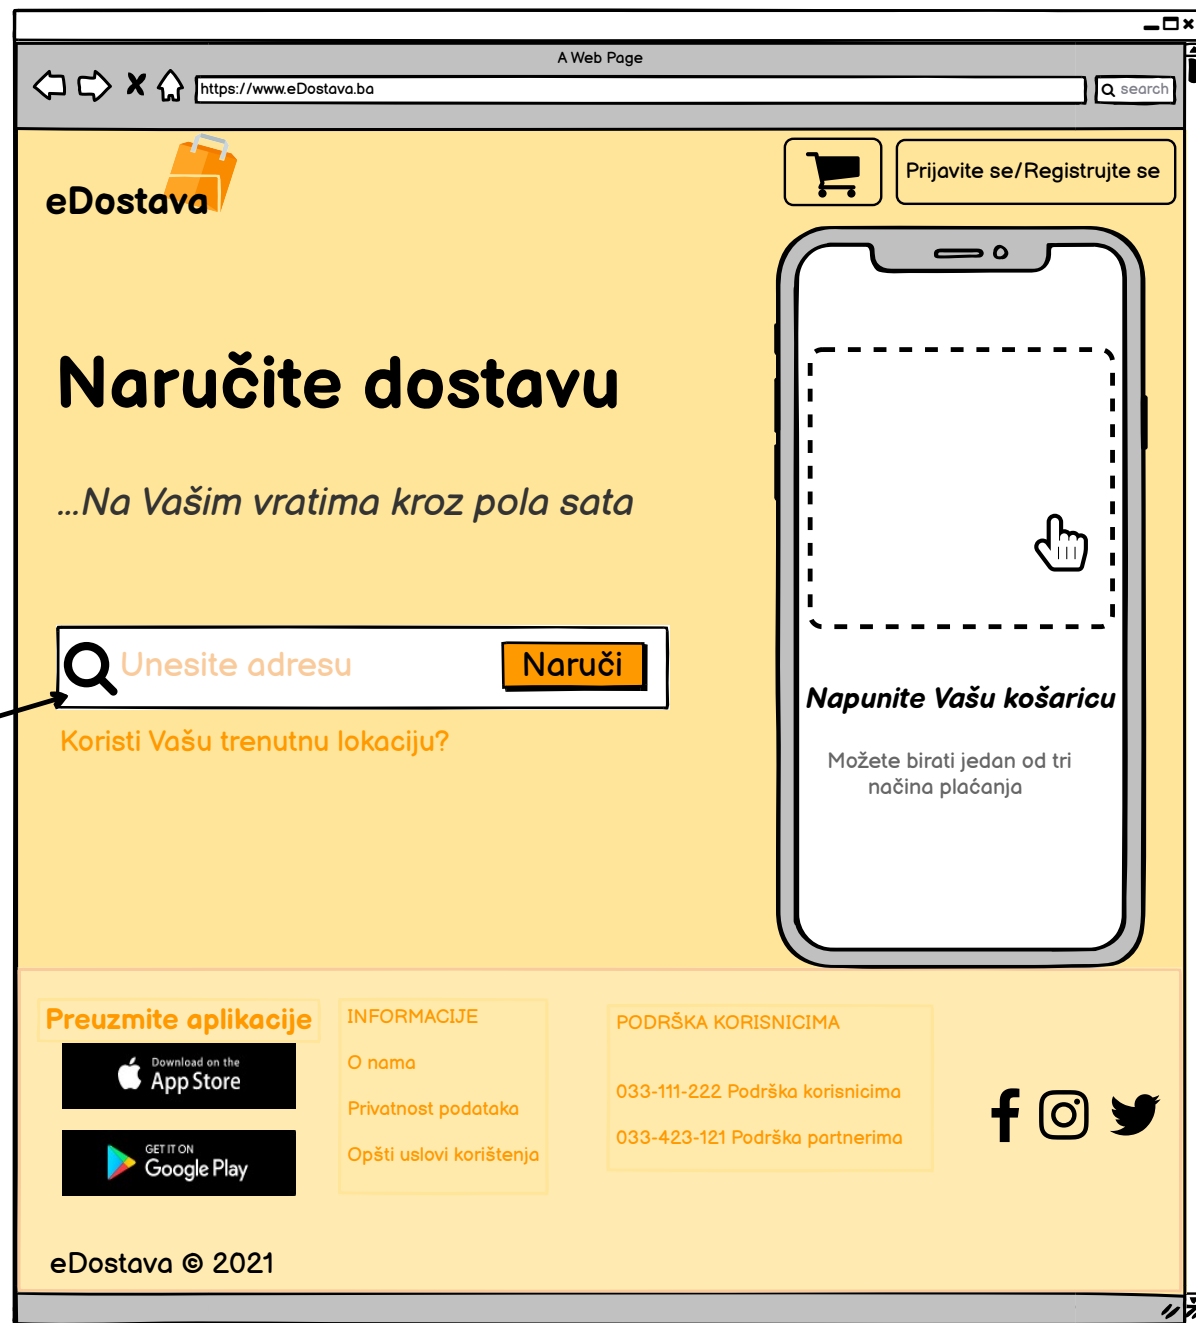 A Web Page
https://www.eDostava.ba
search
eDostava
Prijavite se/Registrujte se
Naručite dostavu
...Na Vašim vratima kroz pola sata
Unesite adresu
Naruči
Koristi Vašu trenutnu lokaciju?
Napunite Vašu košaricu
Možete birati jedan od tri
načina plaćanja
Preuzmite aplikacije
Download on the
App Store
GET IT ON
Google Play
INFORMACIJE
O nama
Privatnost podataka
Opšti uslovi korištenja
PODRŠKA KORISNICIMA
033-111-222 Podrška korisnicima
033-423-121 Podrška partnerima
eDostava © 2021